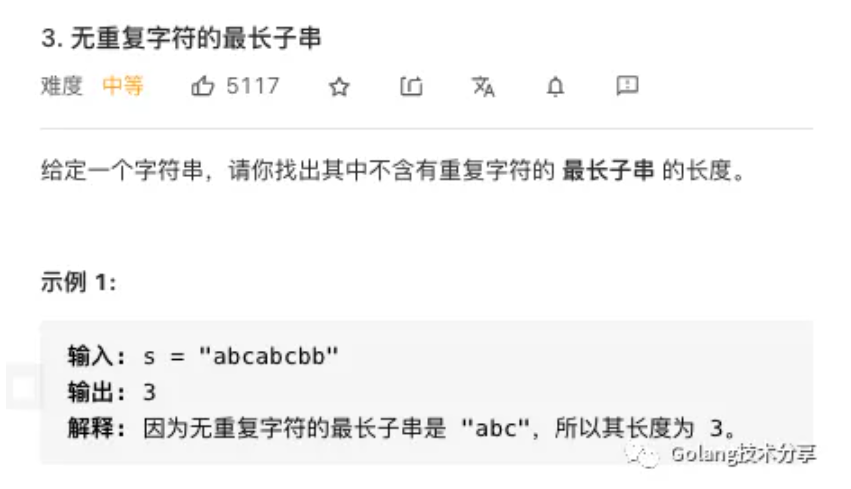 3. 无重复字符的最长子串
难度 中等 5117
给定一个字符串，请你找出其中不含有重复字符的 最长子串 的长度。
示例 1:
输入: s = "abcabcbb"
输出: 3
解释: 因为无重复字符的最长子串是 "abc"，所以其长度为 3。
Golang技术分享